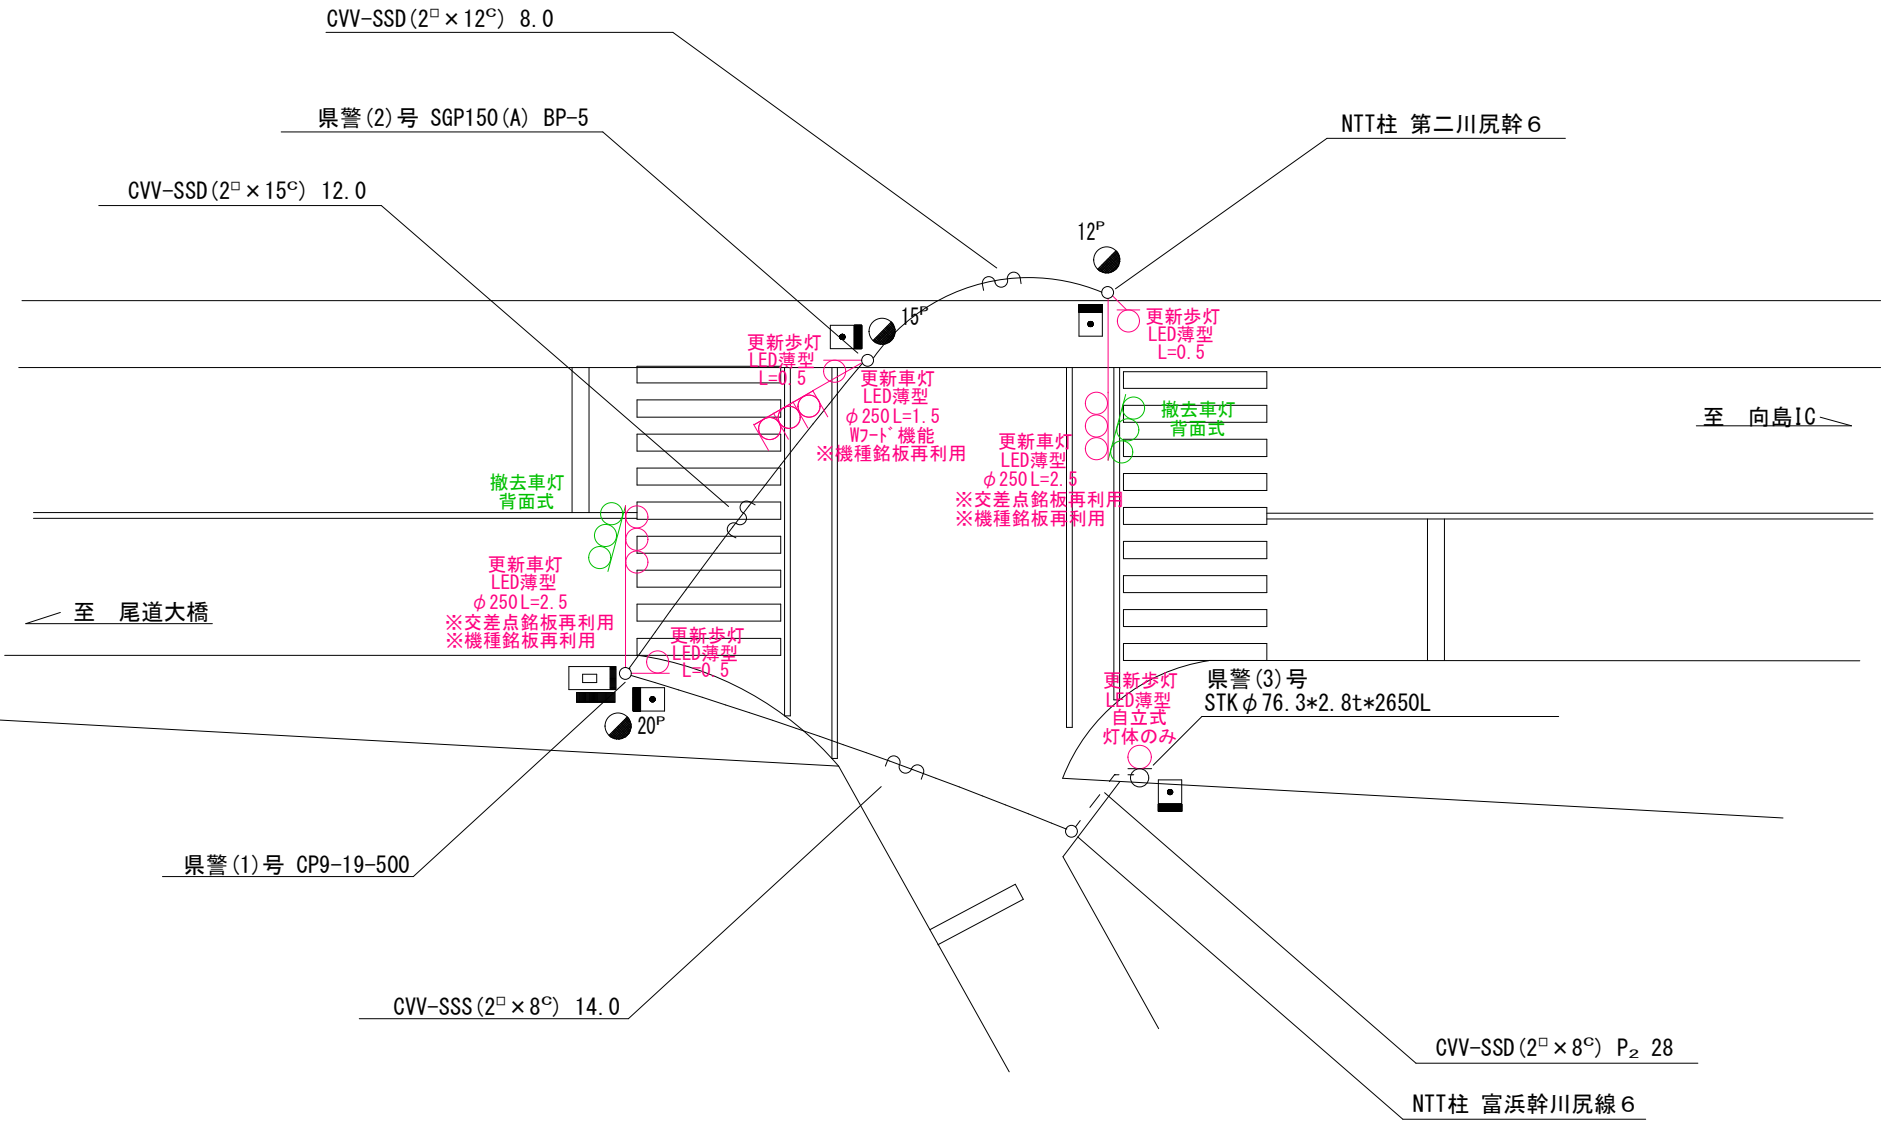 CVV-SSD(2□×12C) 8.0
県警(2)号 SGP150(A) BP-5
NTT柱 第二川尻幹6
CVV-SSD(2□×15C) 12.0
12P
15P
更新歩灯
LED薄型
L=0.5
更新歩灯
LED薄型
L=0.5
更新車灯
LED薄型
φ250L=1.5
Wフード機能
※機種銘板再利用
撤去車灯
背面式
至 向島IC
更新車灯
LED薄型
φ250L=2.5
※交差点銘板再利用
※機種銘板再利用
撤去車灯
背面式
更新車灯
LED薄型
φ250L=2.5
※交差点銘板再利用
※機種銘板再利用
至 尾道大橋
更新歩灯
LED薄型
L=0.5
20P
更新歩灯
LED薄型
自立式
灯体のみ
県警(3)号
STKφ76.3*2.8t*2650L
県警(1)号 CP9-19-500
CVV-SSS(2□×8C) 14.0
CVV-SSD(2□×8C) P₂ 28
NTT柱 富浜幹川尻線6